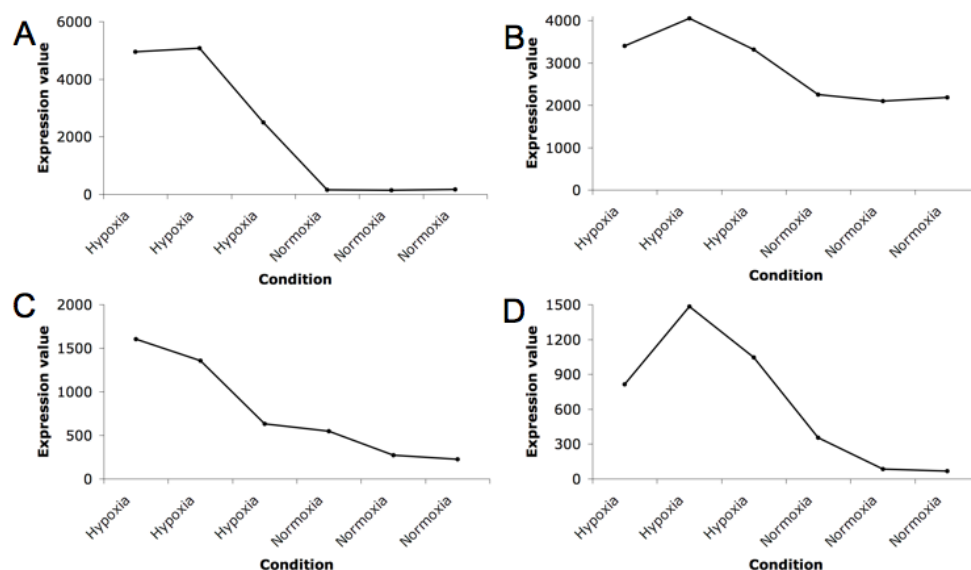 A
Expression value
6000
4000
2000
0
Hypoxia
Hypoxia
Hypoxia
Normoxia
Normoxia
Normoxia
Condition
B
Expression value
4000
3000
2000
1000
0
Hypoxia
Hypoxia
Hypoxia
Normoxia
Normoxia
Normoxia
Condition
C
Expression value
2000
1500
1000
500
0
Hypoxia
Hypoxia
Hypoxia
Normoxia
Normoxia
Normoxia
Condition
D
Expression value
1500
1200
900
600
300
0
Hypoxia
Hypoxia
Hypoxia
Normoxia
Normoxia
Normoxia
Condition